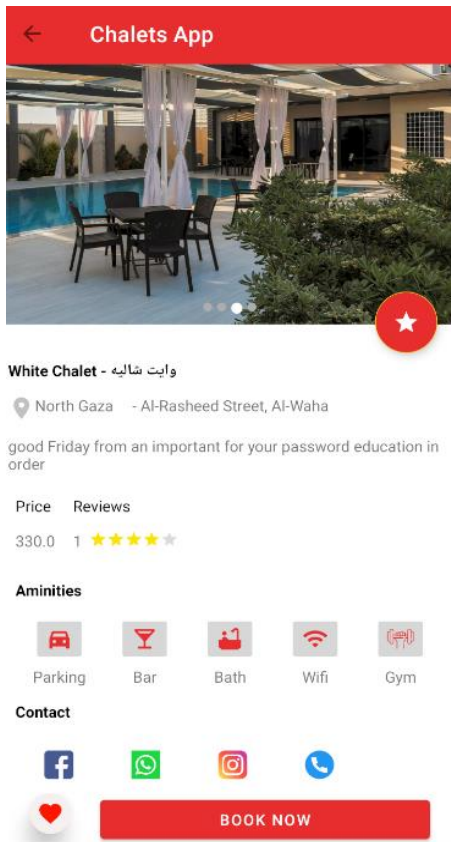 Chalets App
White Chalet - وايت شاليه
North Gaza - Al-Rasheed Street, Al-Waha
good Friday from an important for your password education in
order
Price Reviews
330.0 1
Aminities
Parking Bar Bath Wifi Gym
Contact
BOOK NOW